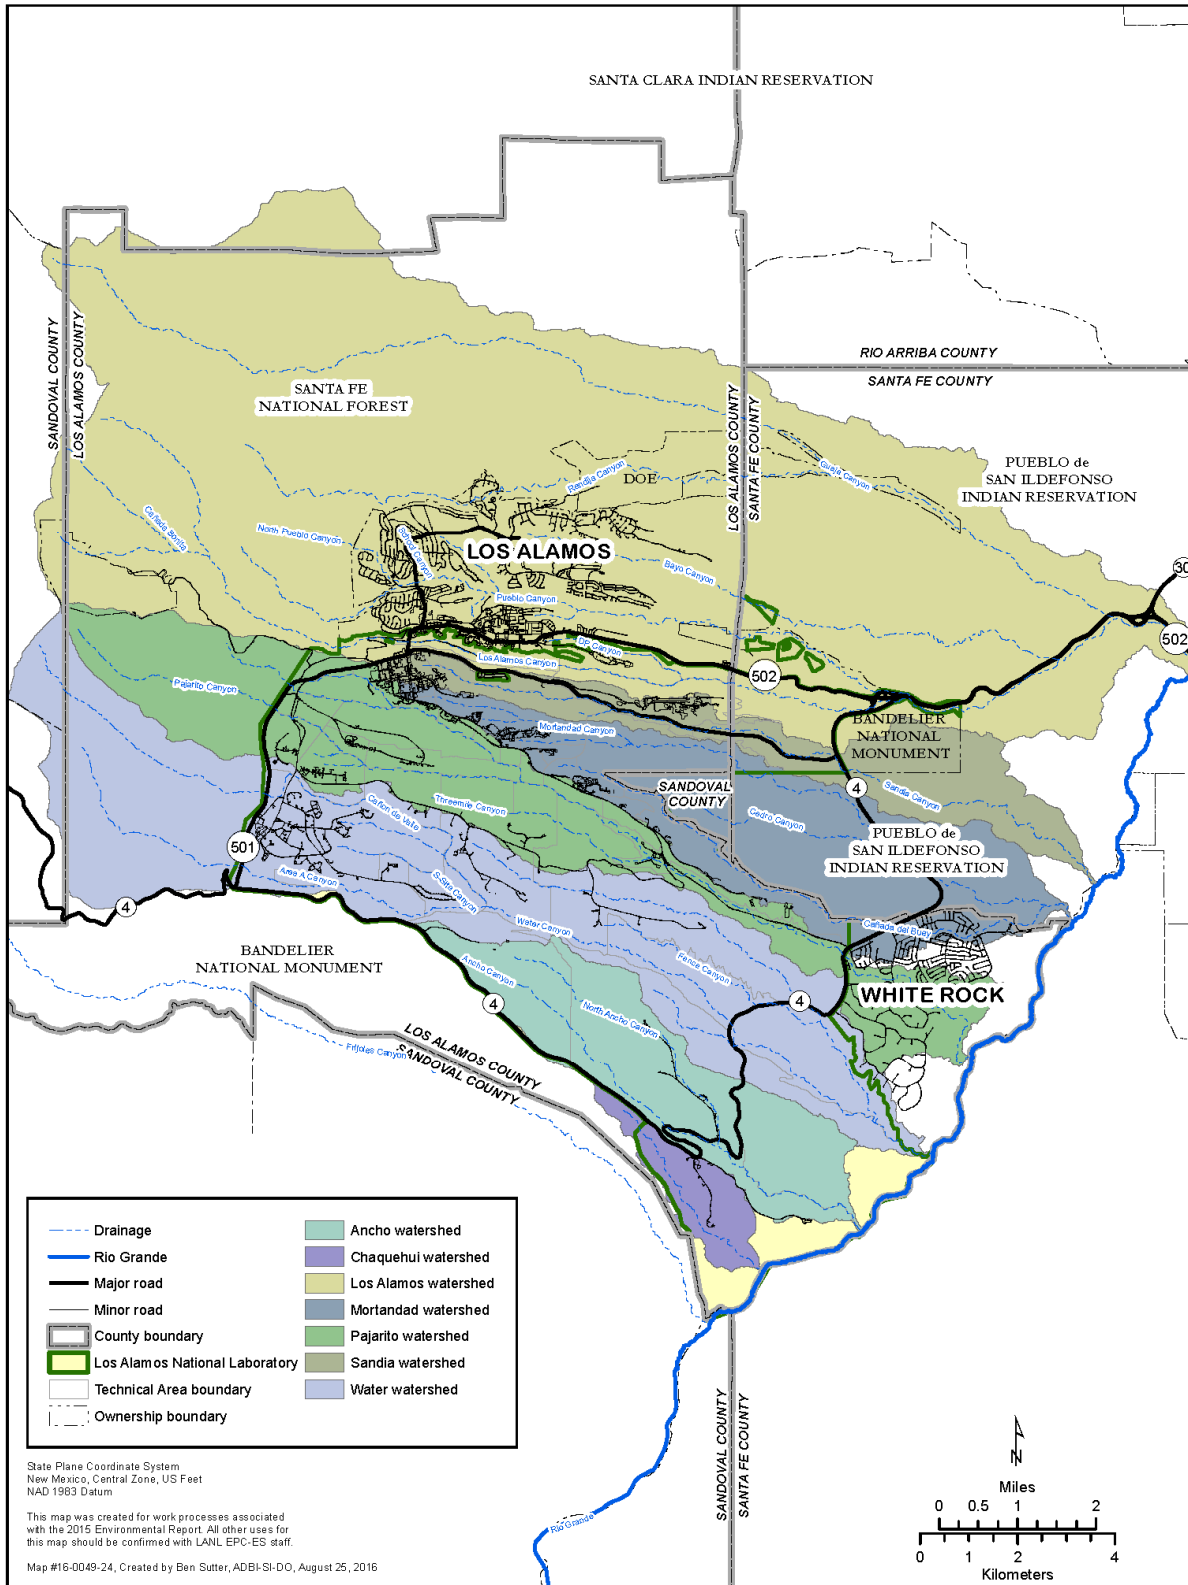 SANTA CLARA INDIAN RESERVATION
RIO ARRIBA COUNTY
SANTA FE COUNTY
SANDOVAL COUNTY
LOS ALAMOS COUNTY
SANTA FE
NATIONAL FOREST
LOS ALAMOS COUNTY
SANTA FE COUNTY
PUEBLO de
SAN ILDEFONSO
INDIAN RESERVATION
Rendija Canyon
DOE
Guaje Canyon
Cañada Bonita
North Pueblo Canyon
School Canyon
LOS ALAMOS
Bayo Canyon
30
Pueblo Canyon
DP Canyon
502
Los Alamos Canyon
502
Pajarito Canyon
Mortandad Canyon
BANDELIER
NATIONAL
MONUMENT
SANDOVAL
COUNTY
4
Sandia Canyon
Threemile Canyon
Cañon de Valle
Cedro Canyon
PUEBLO de
SAN ILDEFONSO
INDIAN RESERVATION
501
Area A Canyon
S-Site Canyon
4
Water Canyon
Cañada del Buey
BANDELIER
NATIONAL MONUMENT
Ancho Canyon
Fence Canyon
WHITE ROCK
4
4
North Ancho Canyon
LOS ALAMOS COUNTY
SANDOVAL COUNTY
Frijoles Canyon
Drainage
Rio Grande
Major road
Minor road
County boundary
Los Alamos National Laboratory
Technical Area boundary
Ownership boundary
Ancho watershed
Chaquehui watershed
Los Alamos watershed
Mortandad watershed
Pajarito watershed
Sandia watershed
Water watershed
SANDOVAL COUNTY
SANTA FE COUNTY
Rio Grande
State Plane Coordinate System
New Mexico, Central Zone, US Feet
NAD 1983 Datum
This map was created for work processes associated
with the 2015 Environmental Report. All other uses for
this map should be confirmed with LANL EPC-ES staff.
Map #16-0049-24, Created by Ben Sutter, ADBI-SI-DO, August 25, 2016
N
Miles
0 0.5 1 2
0 1 2 4
Kilometers